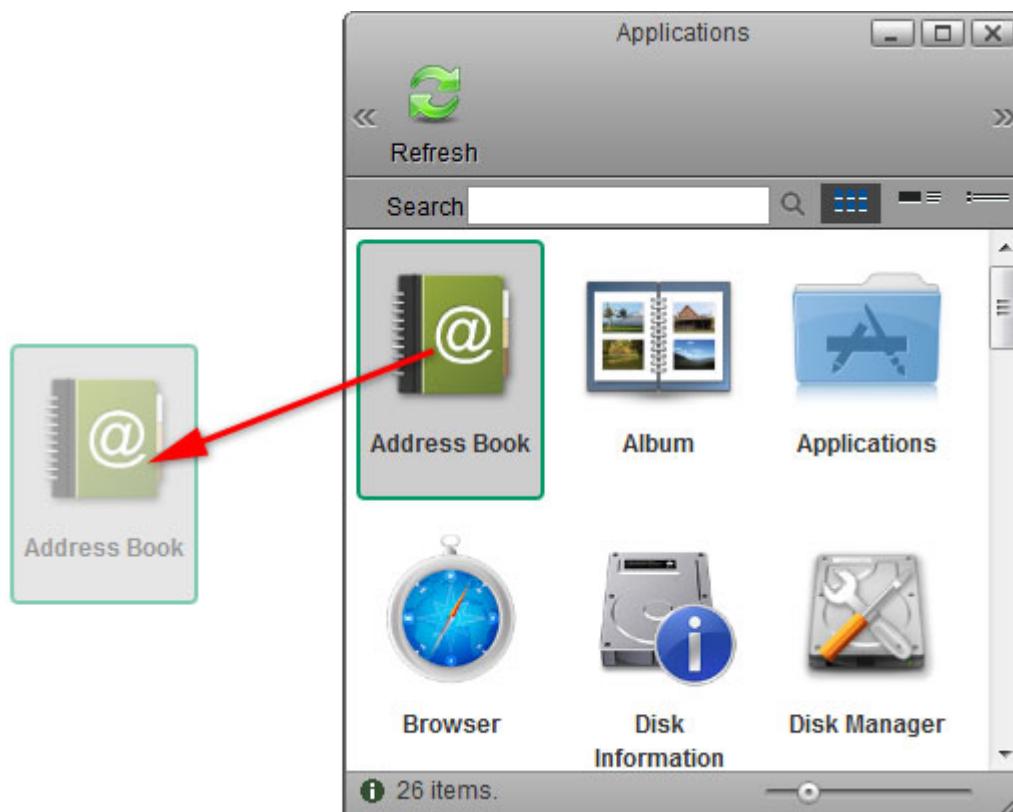 Applications
Refresh
Search
Address Book
Album
Applications
@
Address Book
@
Browser
Disk
Information
Disk Manager
26 items.